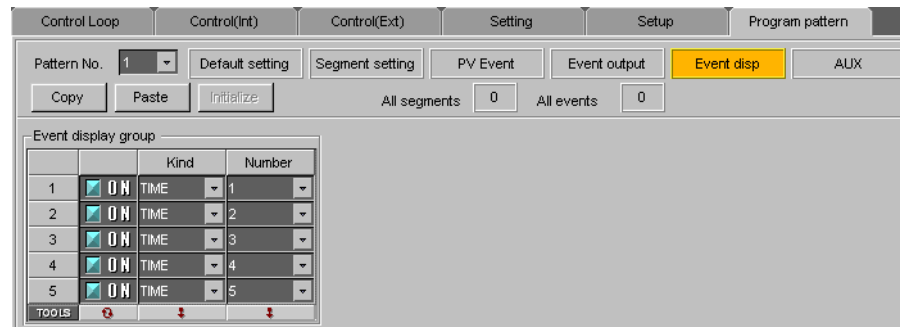 Control Loop Control(Int) Control(Ext) Setting Setup Program pattern
Pattern No. 1 Default setting Segment setting PV Event Event output Event disp AUX
Copy Paste Initialize All segments 0 All events 0
Event display group
Kind Number
1 ON TIME 1
2 ON TIME 2
3 ON TIME 3
4 ON TIME 4
5 ON TIME 5
TOOLS